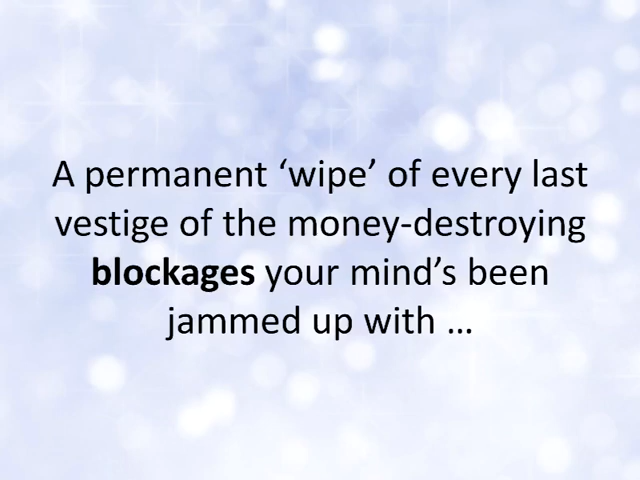 A permanent ‘wipe’ of every last
vestige of the money-destroying
blockages your mind’s been
jammed up with …